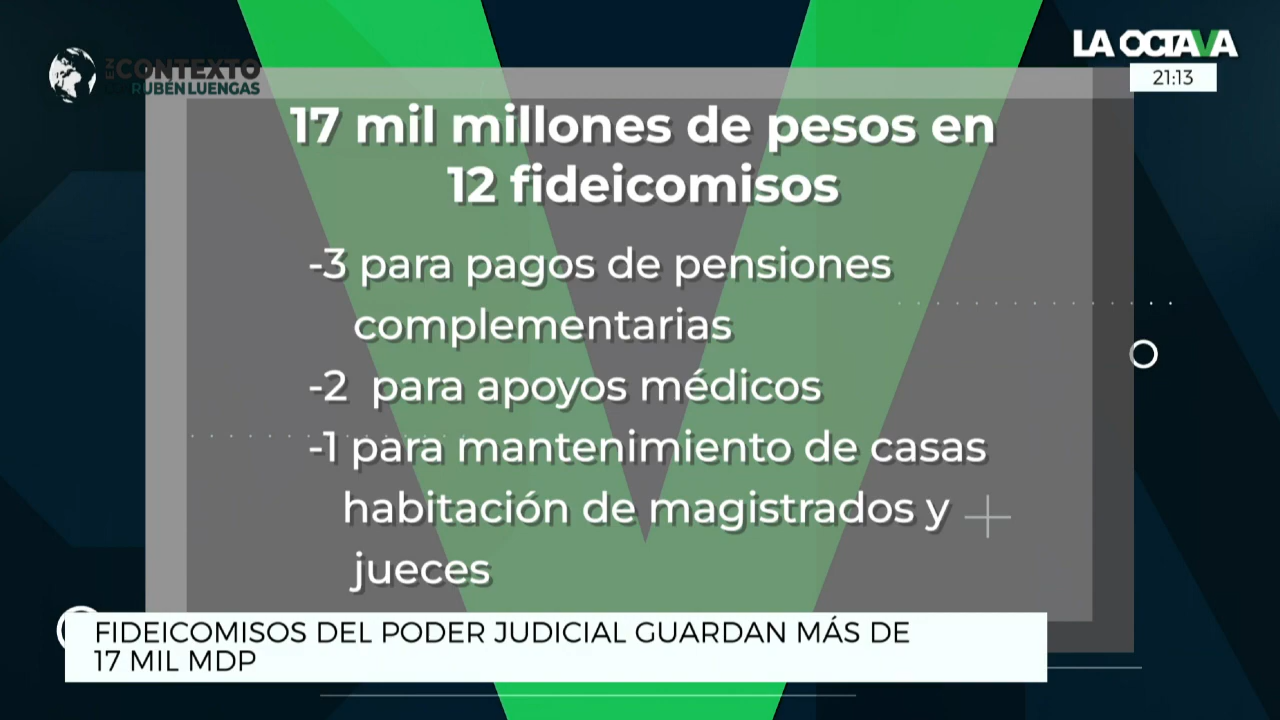 EN CONTEXTO
RUBÉN LUENGAS
LA OCTAVA
21:13
17 mil millones de pesos en
12 fideicomisos
-3 para pagos de pensiones
complementarias
-2 para apoyos médicos
-1 para mantenimiento de casas
habitación de magistrados y
jueces
FIDEICOMISOS DEL PODER JUDICIAL GUARDAN MÁS DE
17 MIL MDP